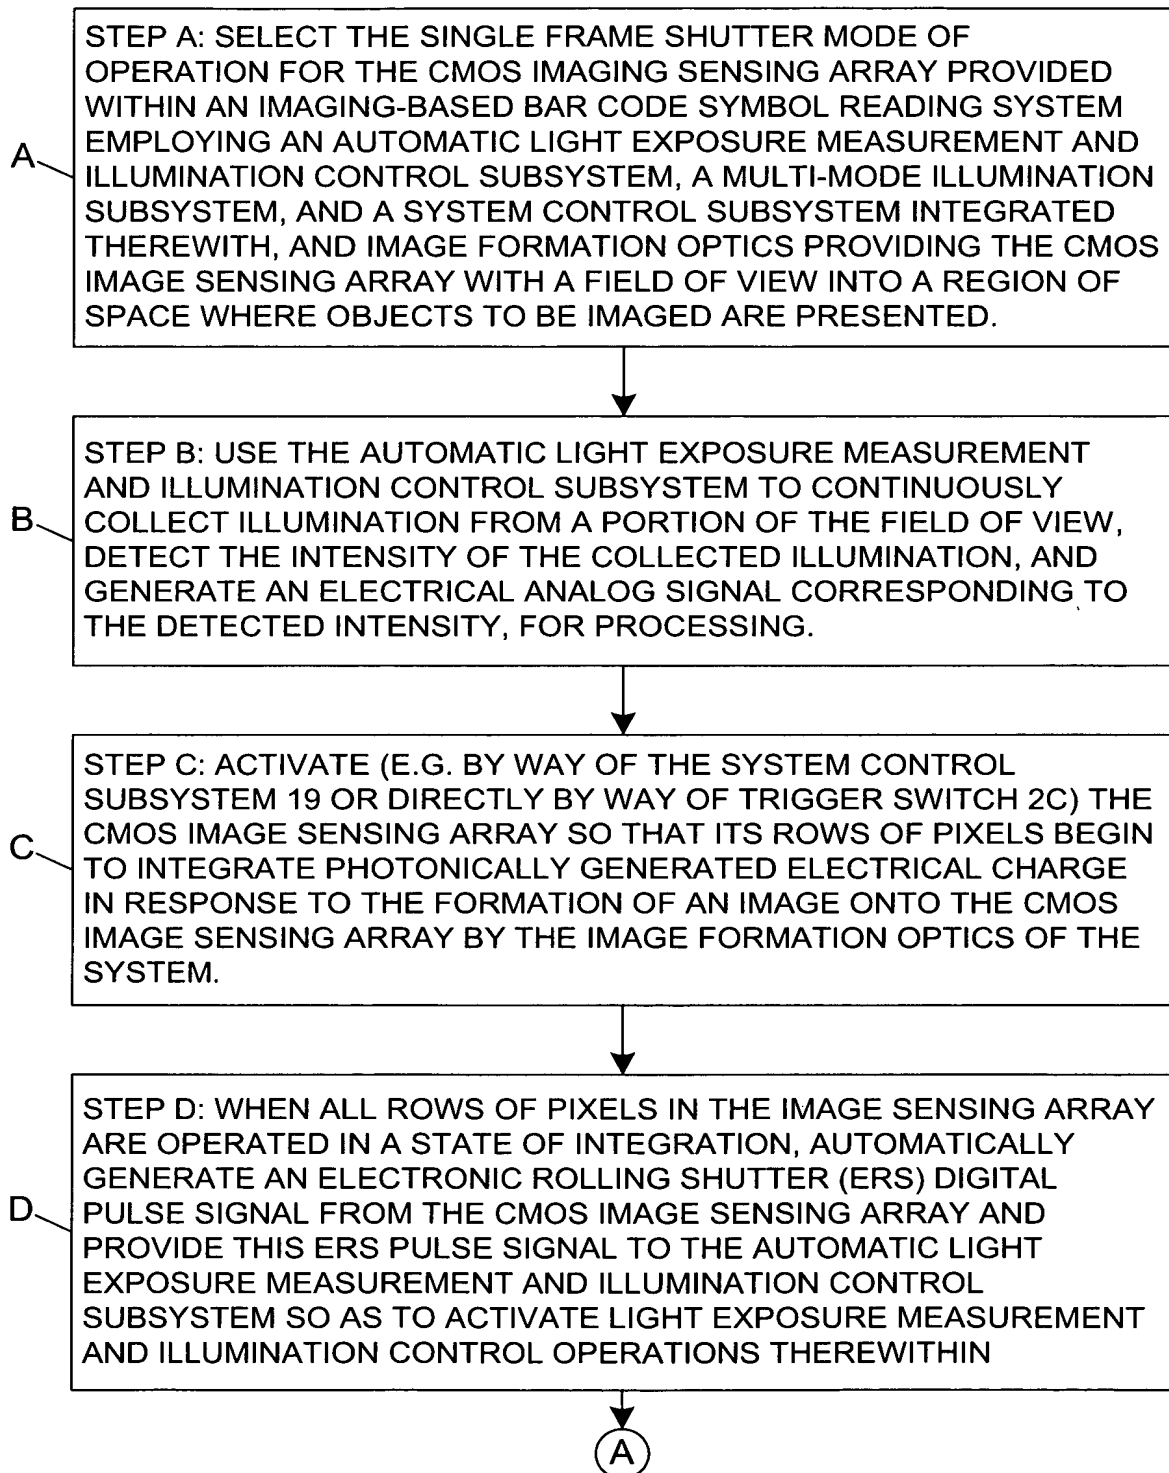 STEP A: SELECT THE SINGLE FRAME SHUTTER MODE OF
OPERATION FOR THE CMOS IMAGING SENSING ARRAY PROVIDED
WITHIN AN IMAGING-BASED BAR CODE SYMBOL READING SYSTEM
EMPLOYING AN AUTOMATIC LIGHT EXPOSURE MEASUREMENT AND
ILLUMINATION CONTROL SUBSYSTEM, A MULTI-MODE ILLUMINATION
SUBSYSTEM, AND A SYSTEM CONTROL SUBSYSTEM INTEGRATED
THEREWITH, AND IMAGE FORMATION OPTICS PROVIDING THE CMOS
IMAGE SENSING ARRAY WITH A FIELD OF VIEW INTO A REGION OF
SPACE WHERE OBJECTS TO BE IMAGED ARE PRESENTED.
A
STEP B: USE THE AUTOMATIC LIGHT EXPOSURE MEASUREMENT
AND ILLUMINATION CONTROL SUBSYSTEM TO CONTINUOUSLY
COLLECT ILLUMINATION FROM A PORTION OF THE FIELD OF VIEW,
DETECT THE INTENSITY OF THE COLLECTED ILLUMINATION, AND
GENERATE AN ELECTRICAL ANALOG SIGNAL CORRESPONDING TO
THE DETECTED INTENSITY, FOR PROCESSING.
B
STEP C: ACTIVATE (E.G. BY WAY OF THE SYSTEM CONTROL
SUBSYSTEM 19 OR DIRECTLY BY WAY OF TRIGGER SWITCH 2C) THE
CMOS IMAGE SENSING ARRAY SO THAT ITS ROWS OF PIXELS BEGIN
TO INTEGRATE PHOTONICALLY GENERATED ELECTRICAL CHARGE
IN RESPONSE TO THE FORMATION OF AN IMAGE ONTO THE CMOS
IMAGE SENSING ARRAY BY THE IMAGE FORMATION OPTICS OF THE
SYSTEM.
C
STEP D: WHEN ALL ROWS OF PIXELS IN THE IMAGE SENSING ARRAY
ARE OPERATED IN A STATE OF INTEGRATION, AUTOMATICALLY
GENERATE AN ELECTRONIC ROLLING SHUTTER (ERS) DIGITAL
PULSE SIGNAL FROM THE CMOS IMAGE SENSING ARRAY AND
PROVIDE THIS ERS PULSE SIGNAL TO THE AUTOMATIC LIGHT
EXPOSURE MEASUREMENT AND ILLUMINATION CONTROL
SUBSYSTEM SO AS TO ACTIVATE LIGHT EXPOSURE MEASUREMENT
AND ILLUMINATION CONTROL OPERATIONS THEREWITHIN
D
A